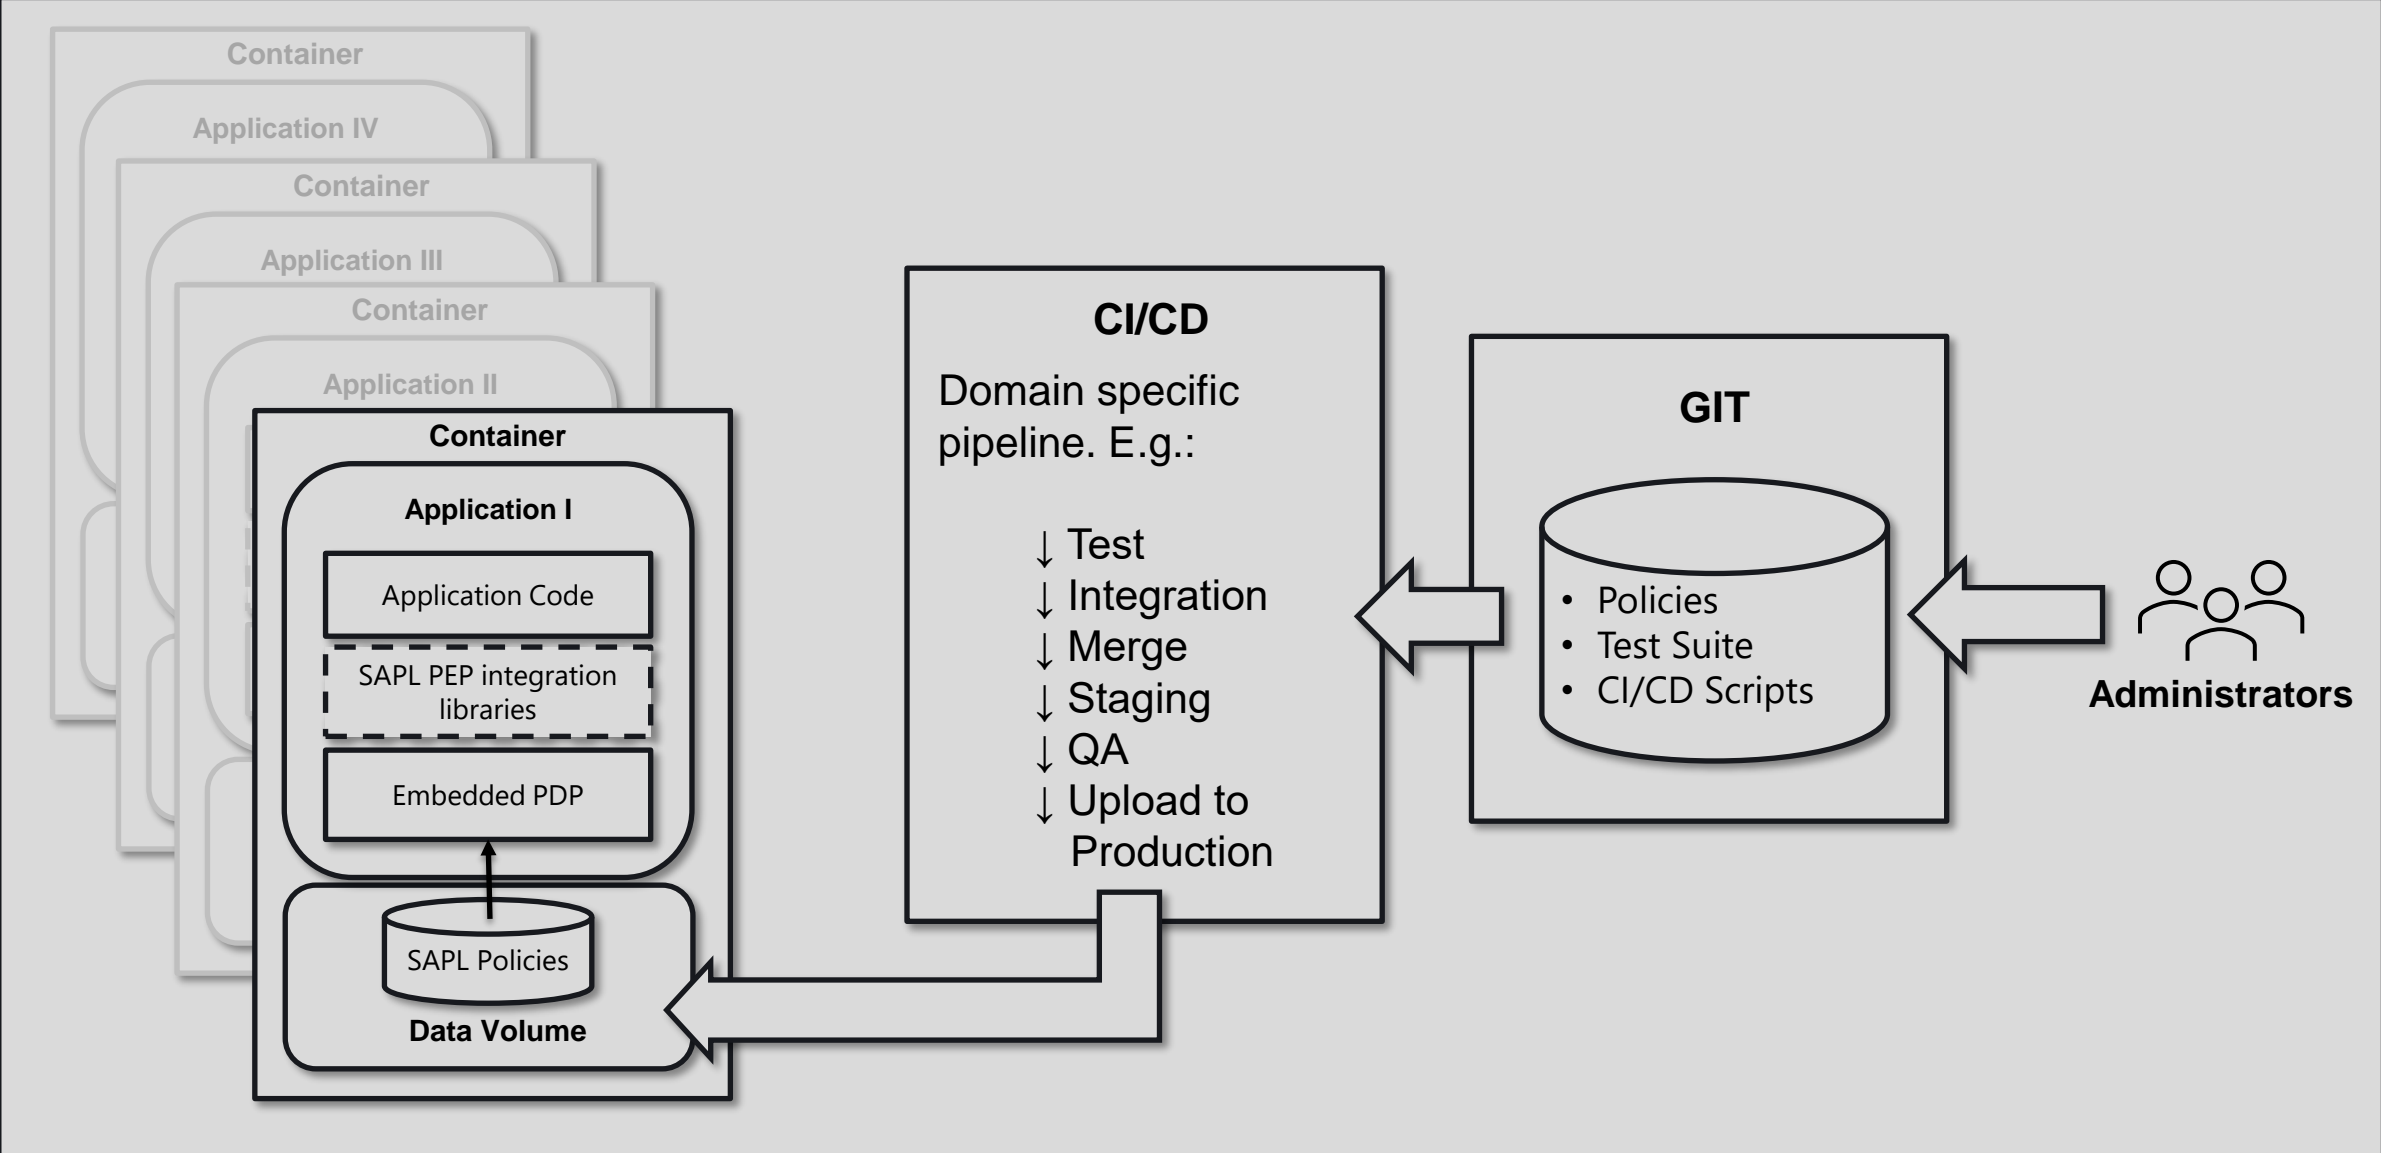 Container
Application IV
Container
Application III
Container
Application II
Container
Application I
Application Code
SAPL PEP integration
libraries
Embedded PDP
SAPL Policies
Data Volume
CI/CD
Domain specific
pipeline. E.g.:
↓ Test
↓ Integration
↓ Merge
↓ Staging
↓ QA
↓ Upload to
Production
GIT
• Policies
• Test Suite
• CI/CD Scripts
Administrators